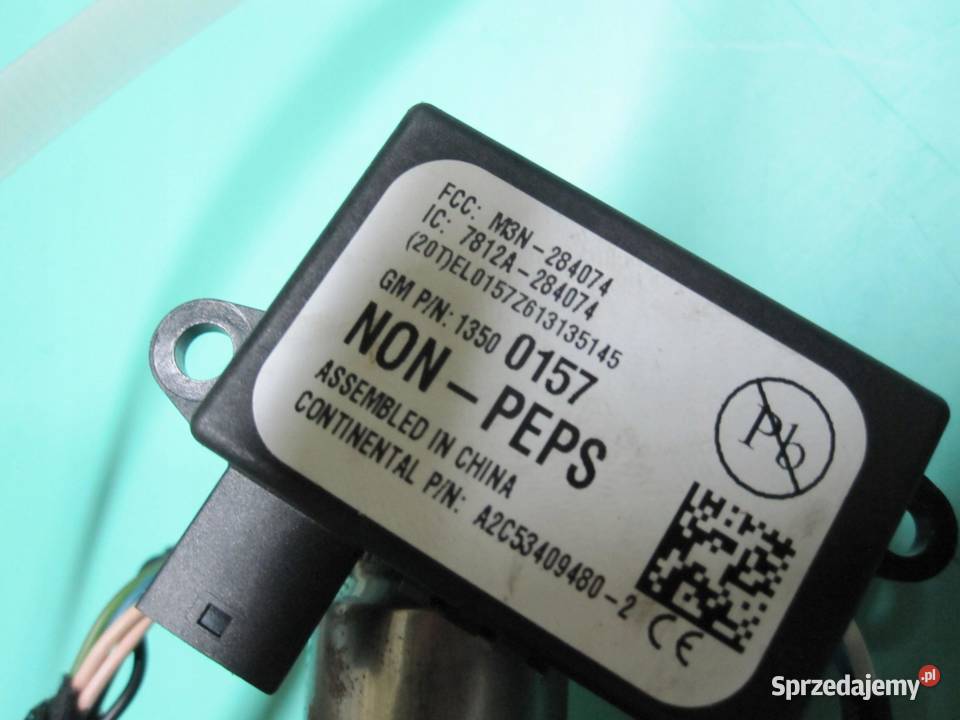 FCC: M3N-284074
IC: 7812A-284074
(20T)EL0157Z613135145
GM P/N: 1350 0157
NON-PEPS
ASSEMBLED IN CHINA
CONTINENTAL P/N: A2C53409480-2
Pb
CE
Sprzedajemy.pl